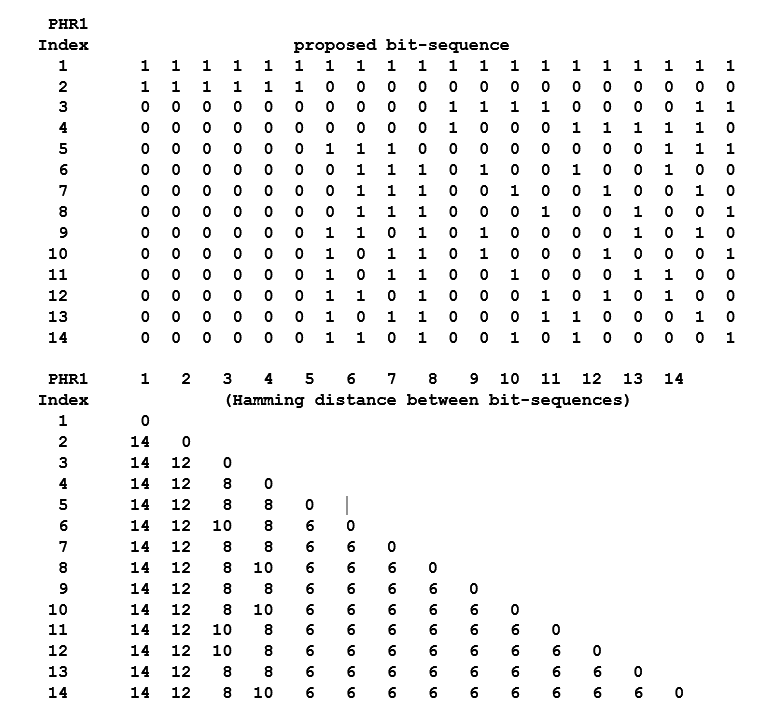 PHR1
Index proposed bit-sequence
1 1 1 1 1 1 1 1 1 1 1 1 1 1 1 1 1 1 1 1 1
2 1 1 1 1 1 1 0 0 0 0 0 0 0 0 0 0 0 0 0 0
3 0 0 0 0 0 0 0 0 0 0 1 1 1 1 0 0 0 0 1 1
4 0 0 0 0 0 0 0 0 0 0 1 0 0 0 1 1 1 1 1 0
5 0 0 0 0 0 0 1 1 1 0 0 0 0 0 0 0 0 1 1 1
6 0 0 0 0 0 0 0 1 1 1 0 1 0 0 1 0 0 1 0 0
7 0 0 0 0 0 0 0 1 1 1 0 0 1 0 0 1 0 0 1 0
8 0 0 0 0 0 0 0 1 1 1 0 0 0 1 0 0 1 0 0 1
9 0 0 0 0 0 0 1 1 0 1 0 1 0 0 0 0 1 0 1 0
10 0 0 0 0 0 0 1 0 1 1 0 1 0 0 0 1 0 0 0 1
11 0 0 0 0 0 0 1 0 1 1 0 0 1 0 0 0 1 1 0 0
12 0 0 0 0 0 0 1 1 0 1 0 0 0 1 0 1 0 1 0 0
13 0 0 0 0 0 0 1 0 1 1 0 0 0 1 1 0 0 0 1 0
14 0 0 0 0 0 0 1 1 0 1 0 0 1 0 1 0 0 0 0 1
PHR1 1 2 3 4 5 6 7 8 9 10 11 12 13 14
Index (Hamming distance between bit-sequences)
1 0
2 14 0
3 14 12 0
4 14 12 8 0
5 14 12 8 8 0
6 14 12 10 8 6 0
7 14 12 8 8 6 6 0
8 14 12 8 10 6 6 6 0
9 14 12 8 8 6 6 6 6 0
10 14 12 8 10 6 6 6 6 6 0
11 14 12 10 8 6 6 6 6 6 6 0
12 14 12 10 8 6 6 6 6 6 6 6 0
13 14 12 8 8 6 6 6 6 6 6 6 6 0
14 14 12 8 10 6 6 6 6 6 6 6 6 6 0